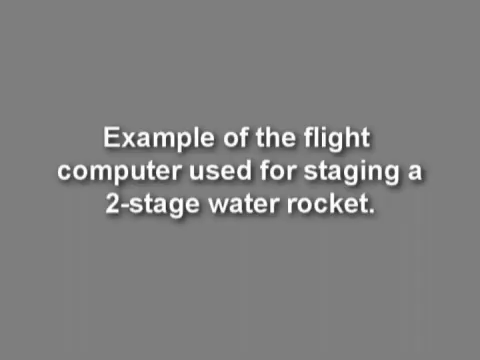 Example of the flight
computer used for staging a
2-stage water rocket.